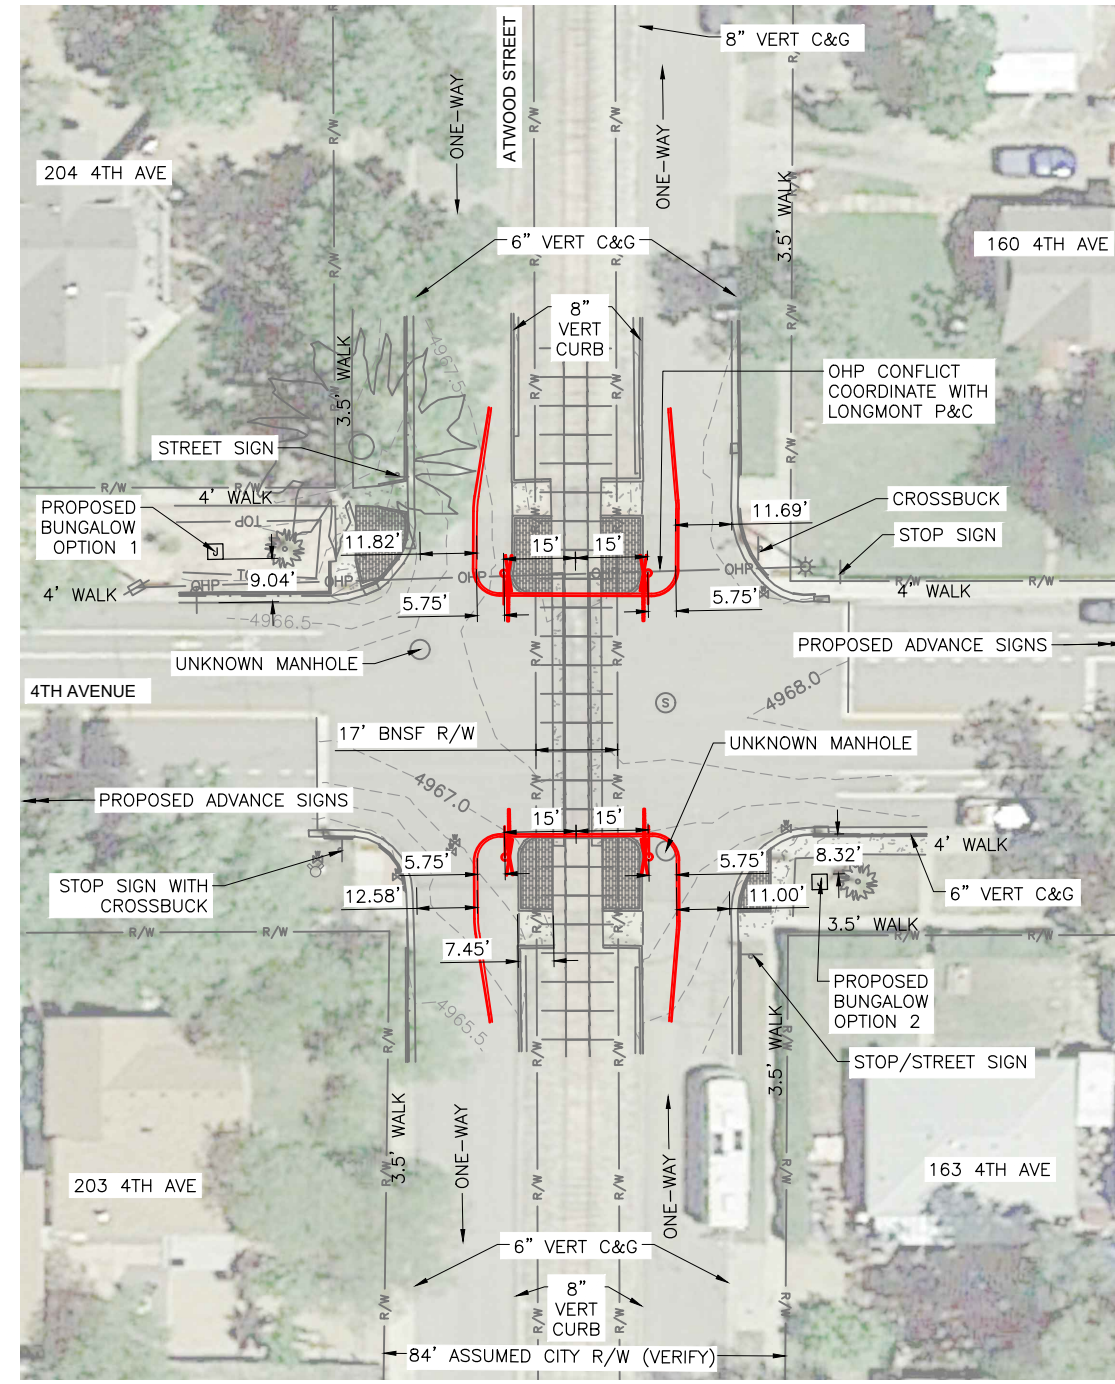 ATWOOD STREET
8" VERT C&G
R/W
R/W
R/W
R/W
ONE-WAY
ONE-WAY
204 4TH AVE
R/W
3.5' WALK
6" VERT C&G
160 4TH AVE
R/W
R/W
R/W
R/W
8"
VERT
CURB
4967.5
R/W
R/W
R/W
3.5' WALK
OHP CONFLICT
COORDINATE WITH
LONGMONT P&C
STREET SIGN
R/W
R/W
R/W
4' WALK
CROSSBUCK
PROPOSED
BUNGALOW
OPTION 1
TOP
11.69'
STOP SIGN
11.82'
15'
15'
9.04'
OHP
OHP
OHP
OHP
R/W
R/W
4' WALK
4' WALK
5.75'
5.75'
4966.5
UNKNOWN MANHOLE
PROPOSED ADVANCE SIGNS
R/W
R/W
4TH AVENUE
4968.0
S
17' BNSF R/W
UNKNOWN MANHOLE
4967.0
R/W
R/W
PROPOSED ADVANCE SIGNS
15'
15'
4' WALK
5.75'
5.75'
8.32'
STOP SIGN WITH
CROSSBUCK
12.58'
11.00'
6" VERT C&G
3.5' WALK
R/W
R/W
R/W
R/W
7.45'
PROPOSED
BUNGALOW
OPTION 2
4965.5
R/W
R/W
R/W
3.5' WALK
STOP/STREET SIGN
3.5' WALK
R/W
ONE-WAY
ONE-WAY
R/W
R/W
R/W
203 4TH AVE
163 4TH AVE
6" VERT C&G
8"
VERT
CURB
R/W
R/W
R/W
R/W
84' ASSUMED CITY R/W (VERIFY)